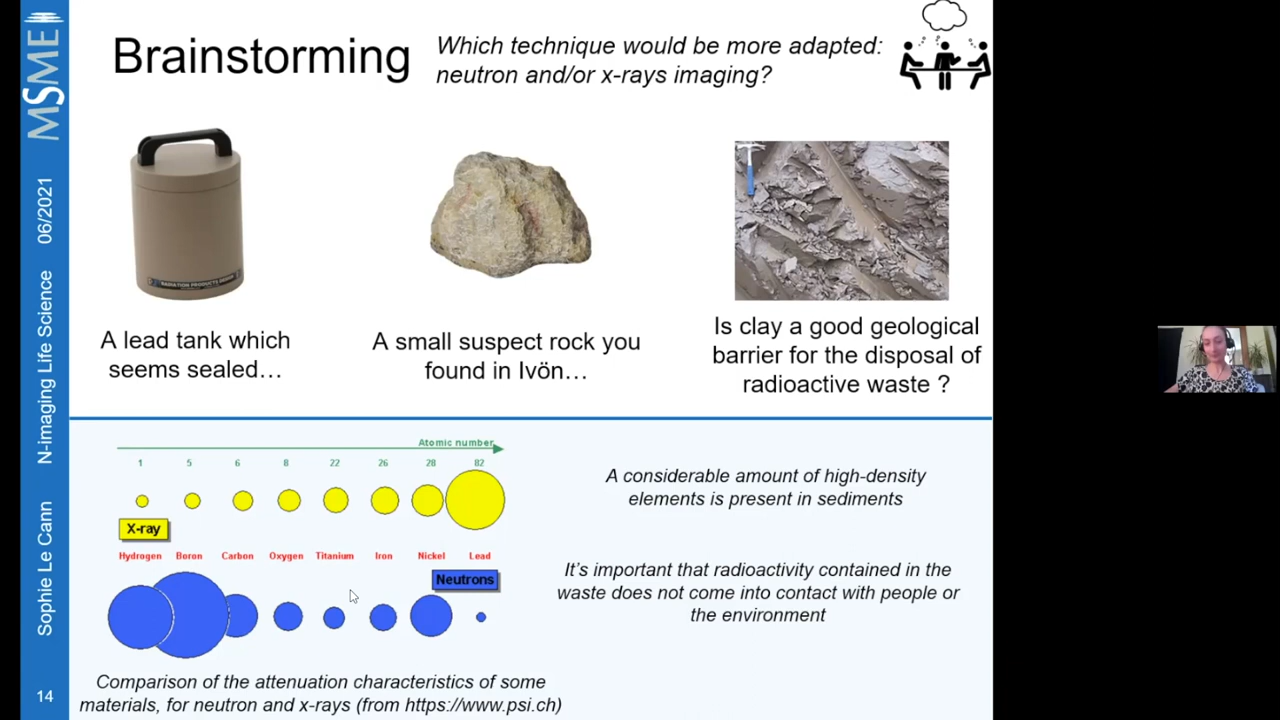 Brainstorming
Which technique would be more adapted:
neutron and/or x-rays imaging?
A lead tank which
seems sealed…
A small suspect rock you
found in Ivön…
Is clay a good geological
barrier for the disposal of
radioactive waste ?
RADIATION PRODUCTS DESIGN
Atomic number
1 5 6 8 22 26 28 82
X-ray
Hydrogen Boron Carbon Oxygen Titanium Iron Nickel Lead
Neutrons
Comparison of the attenuation characteristics of some
materials, for neutron and x-rays (from https://www.psi.ch)
A considerable amount of high-density
elements is present in sediments
It's important that radioactivity contained in the
waste does not come into contact with people or
the environment
MSME
06/2021
N-imaging Life Science
Sophie Le Cann
14